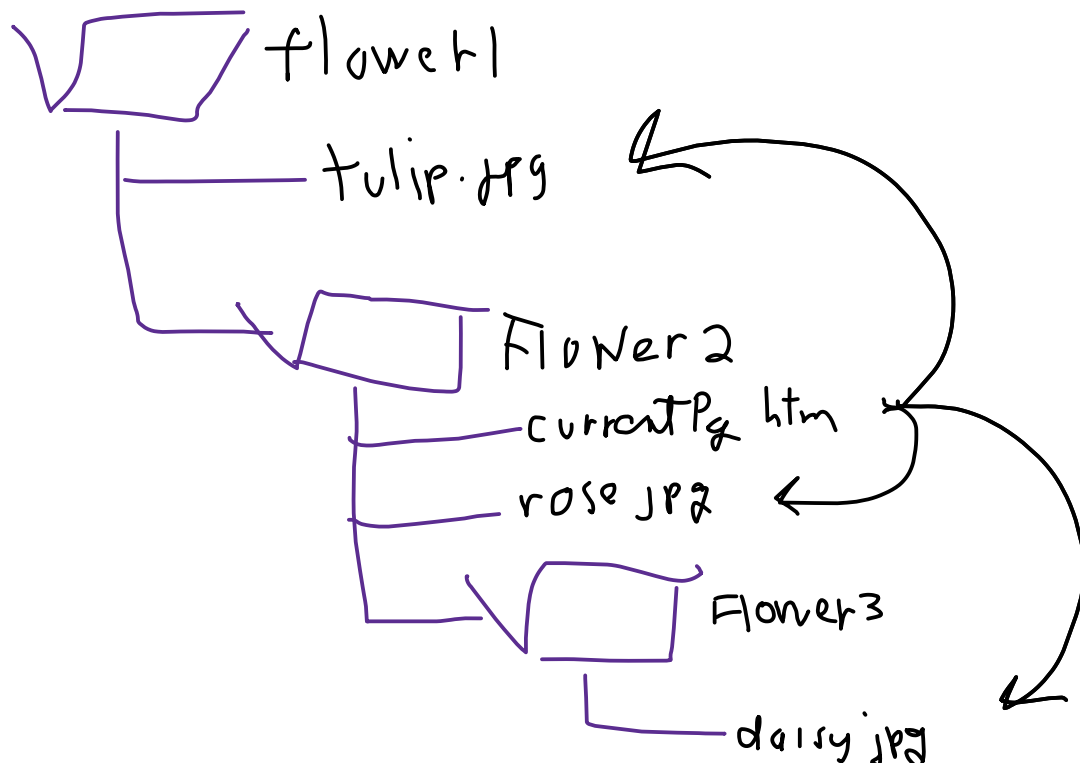 flower1
tulip.jpg
Flower2
currentPg htm
rose jpg
Flower3
daisy jpg